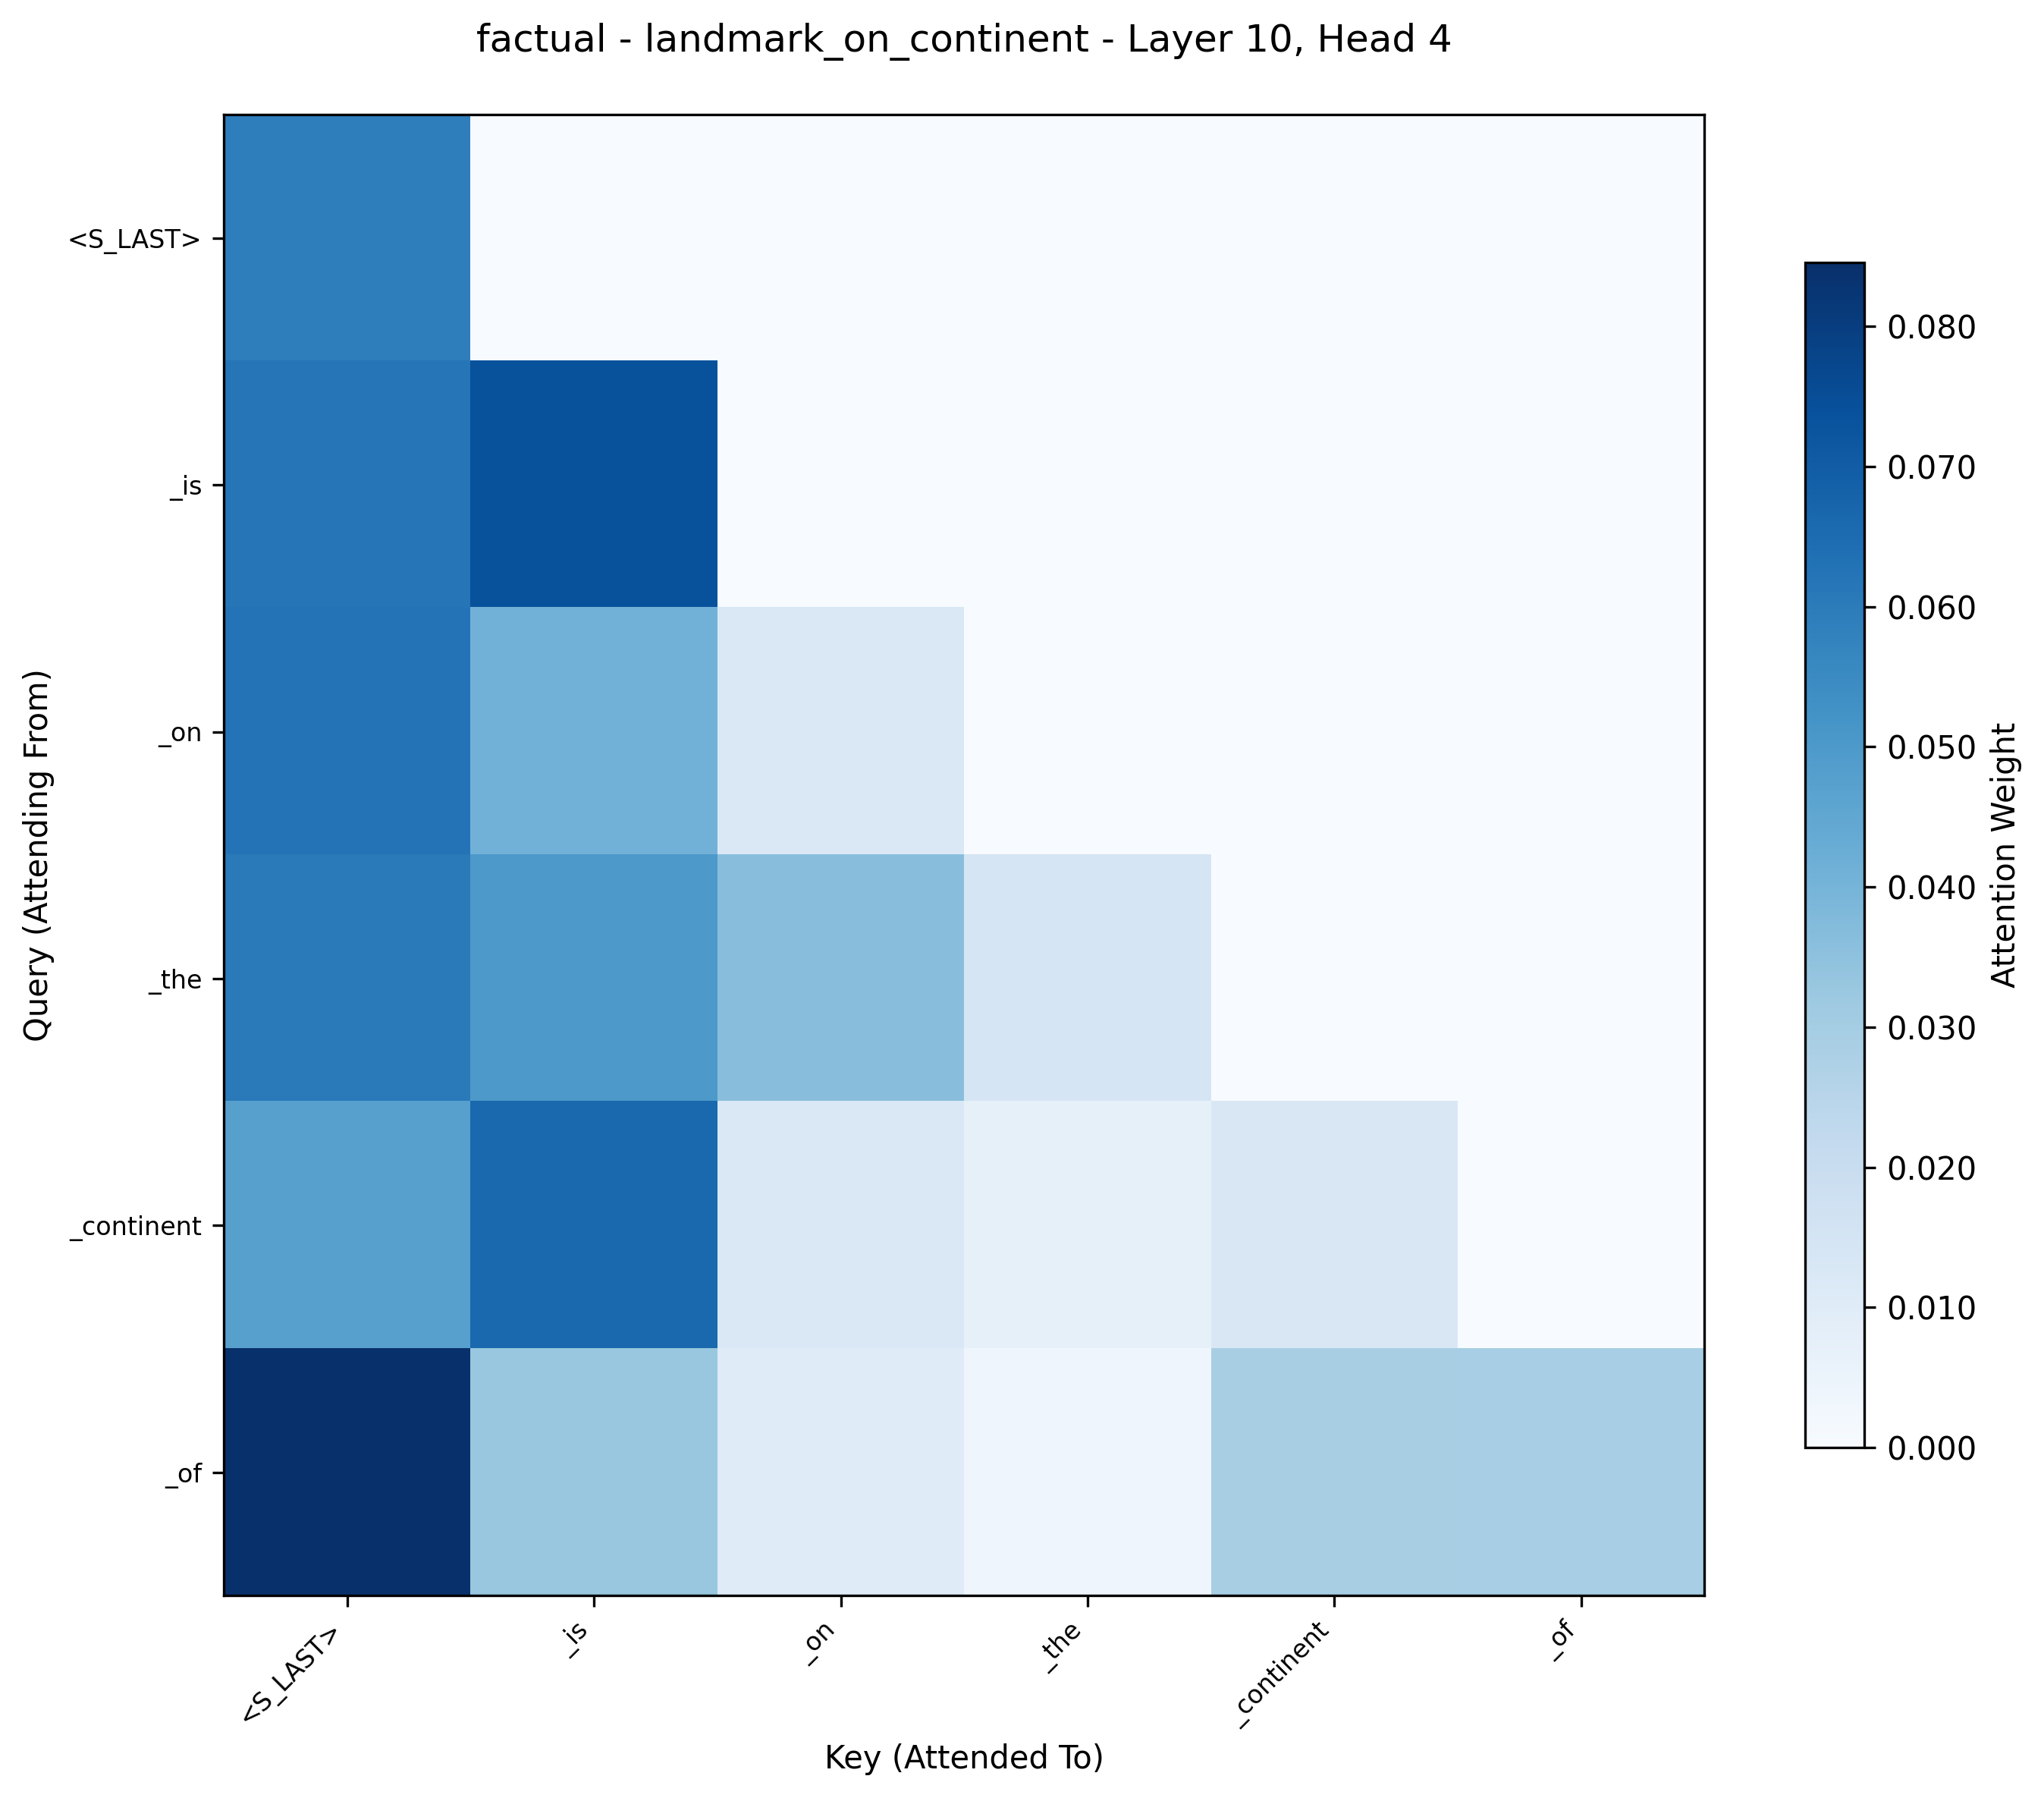 factual - landmark_on_continent - Layer 10, Head 4
Query (Attending From)
<S_LAST>
_is
_on
_the
_continent
_of
<S_LAST>
_is
_on
_the
_continent
_of
Key (Attended To)
0.080
0.070
0.060
0.050
0.040
0.030
0.020
0.010
0.000
Attention Weight